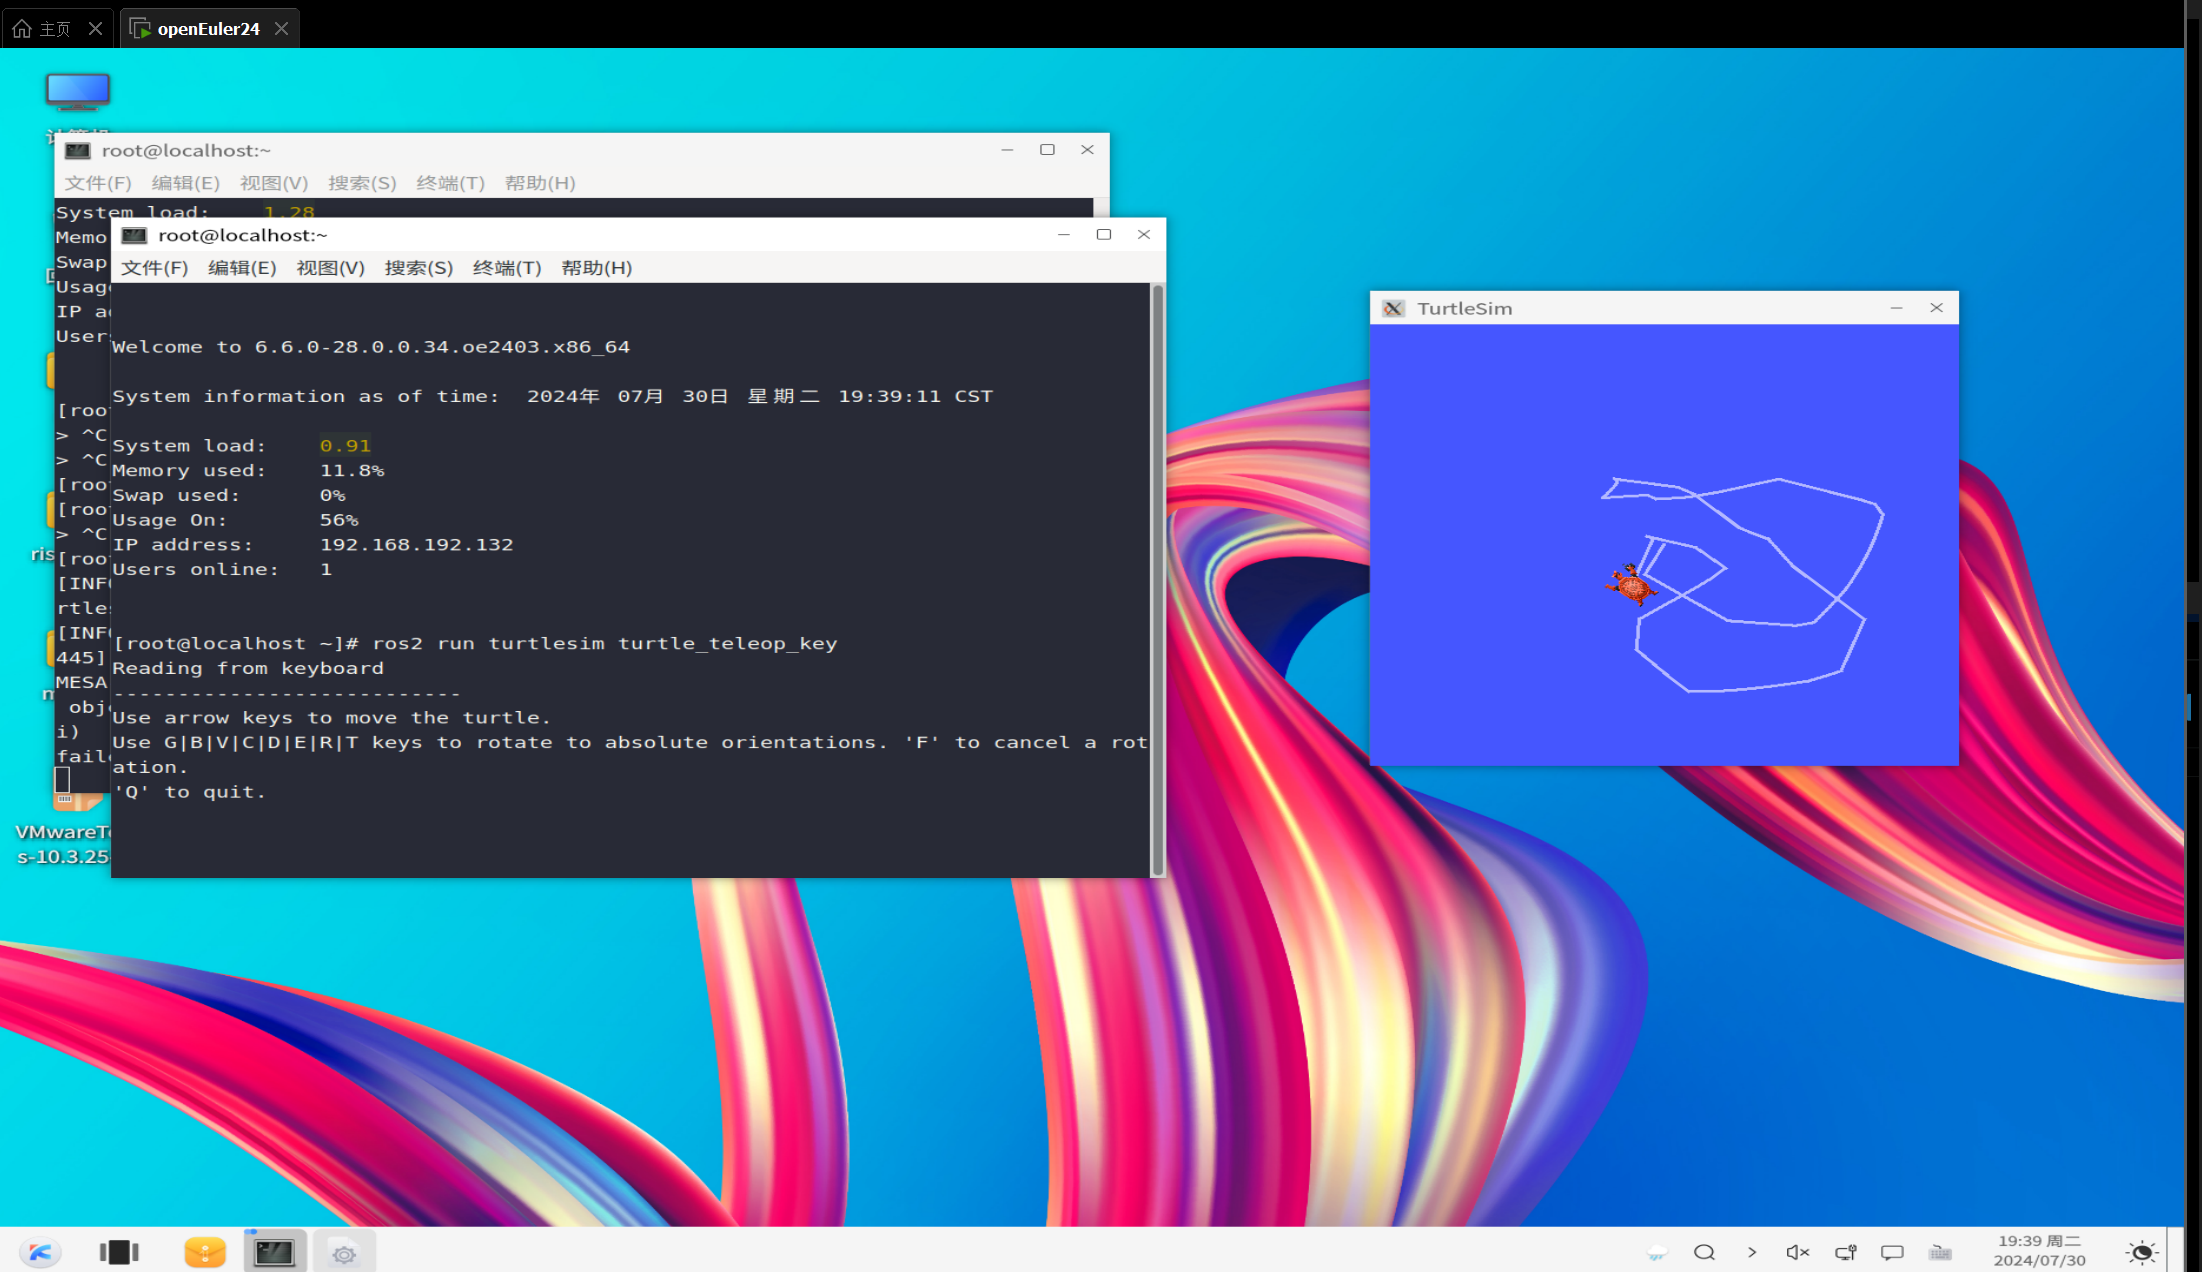 主页
openEuler24
root@localhost:~
文件(F) 编辑(E) 视图(V) 搜索(S) 终端(T) 帮助(H)
System load: 1.28
Memo
Swap
Usag
IP a
User
[roo
> ^C
> ^C
[roo
[roo
> ^C
[roo
[INF
rtles
[INF
445]
MESA
obj
i)
fail
root@localhost:~
文件(F) 编辑(E) 视图(V) 搜索(S) 终端(T) 帮助(H)
Welcome to 6.6.0-28.0.0.34.oe2403.x86_64
System information as of time: 2024年 07月 30日 星期二 19:39:11 CST
System load: 0.91
Memory used: 11.8%
Swap used: 0%
Usage On: 56%
IP address: 192.168.192.132
Users online: 1
[root@localhost ~]# ros2 run turtlesim turtle_teleop_key
Reading from keyboard
---------------------------
Use arrow keys to move the turtle.
Use G|B|V|C|D|E|R|T keys to rotate to absolute orientations. 'F' to cancel a rot
ation.
'Q' to quit.
TurtleSim
ris
VMwareTo
s-10.3.25-
19:39 周二
2024/07/30